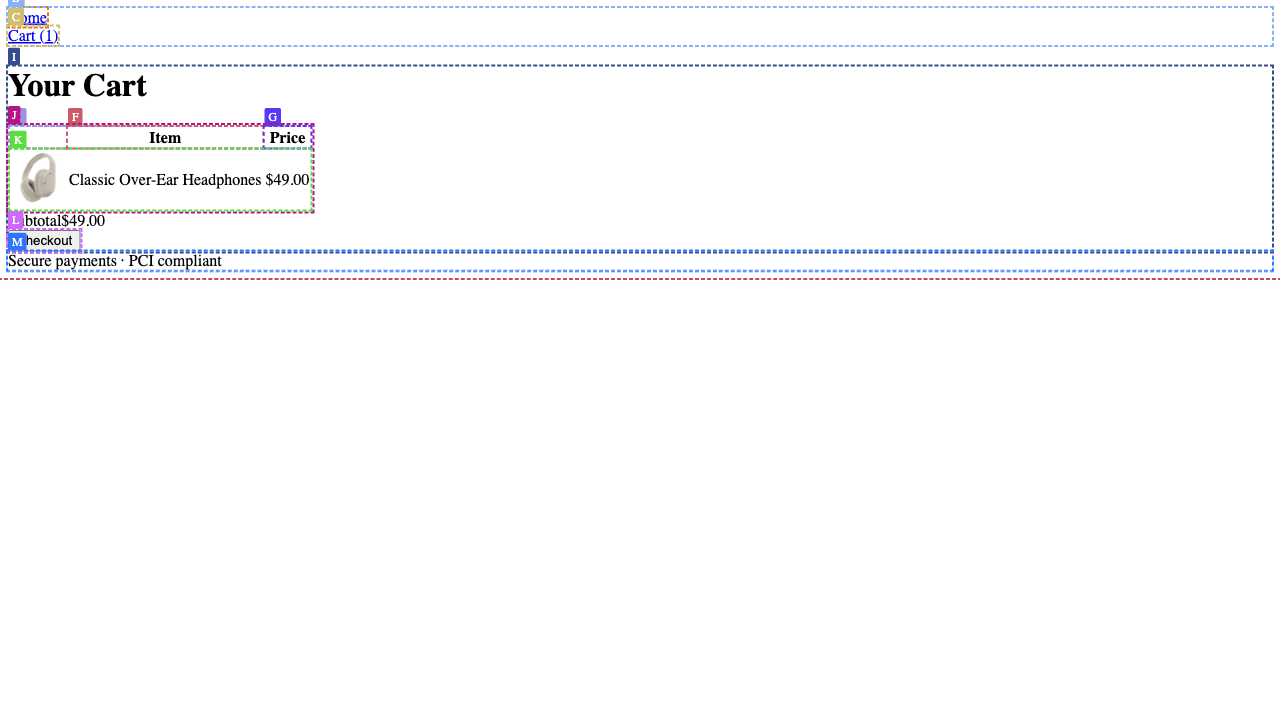 ome
C
Cart (1)
I
Your Cart
J
F
G
K
Item Price
Classic Over-Ear Headphones $49.00
L
btotal$49.00
heckout
M
Secure payments · PCI compliant